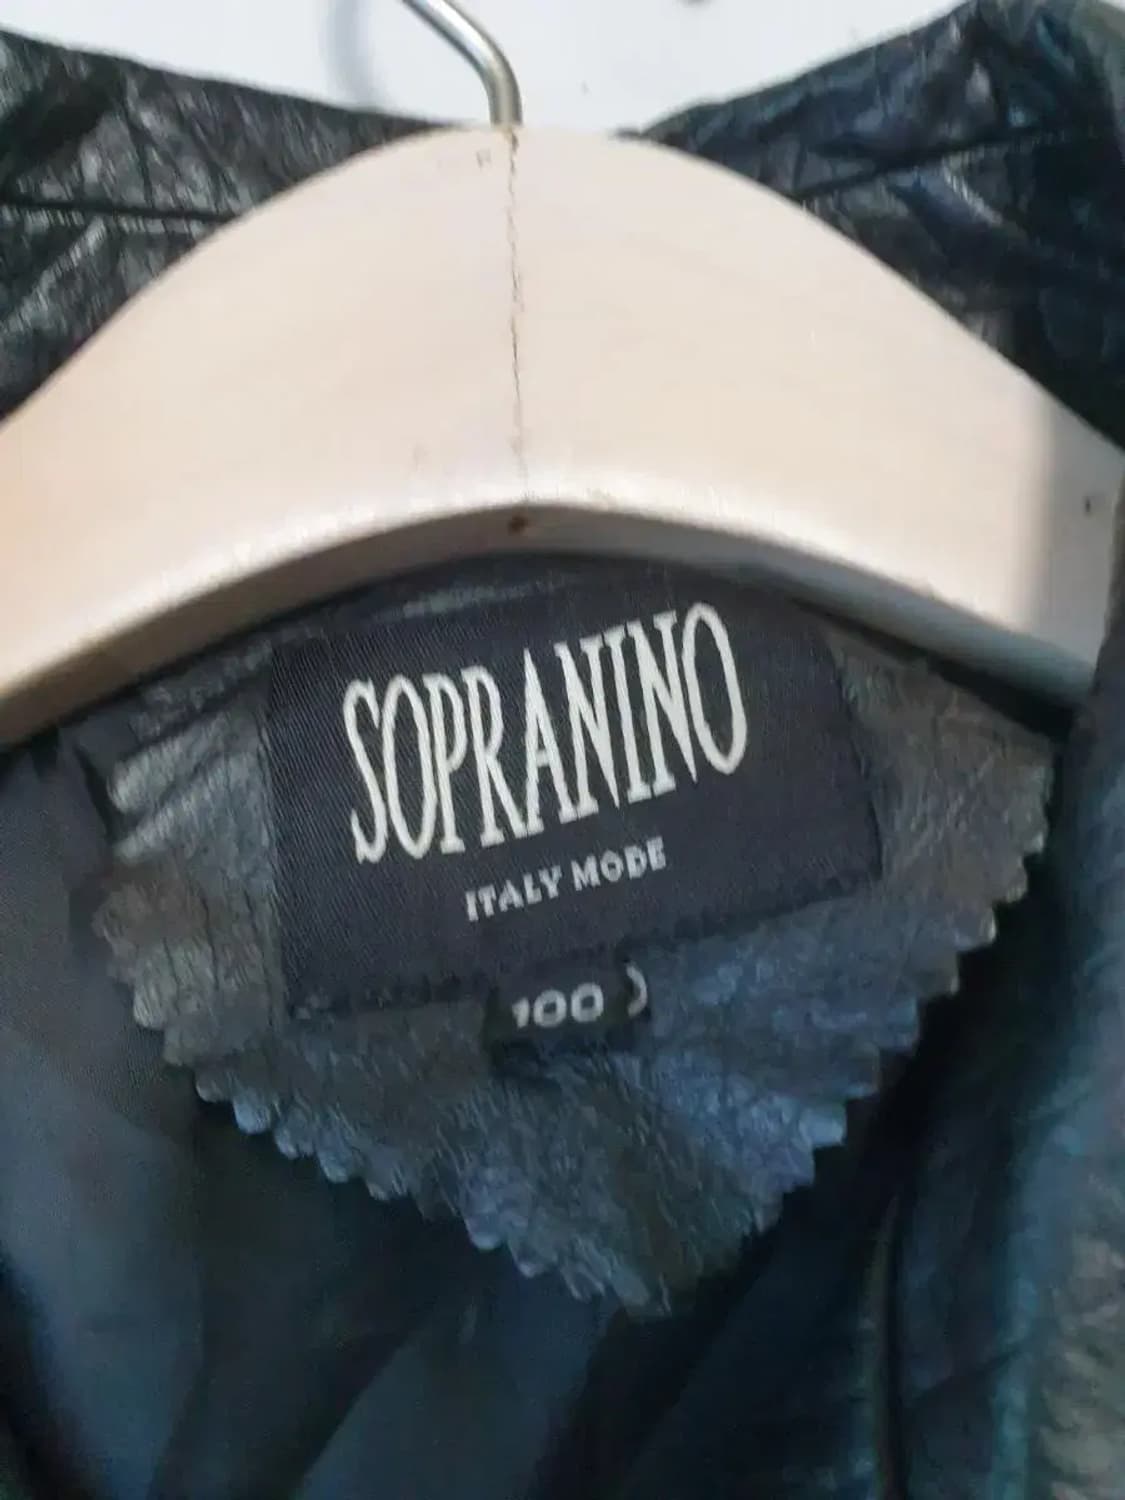 SOPRANINO
ITALY MODE
100 )